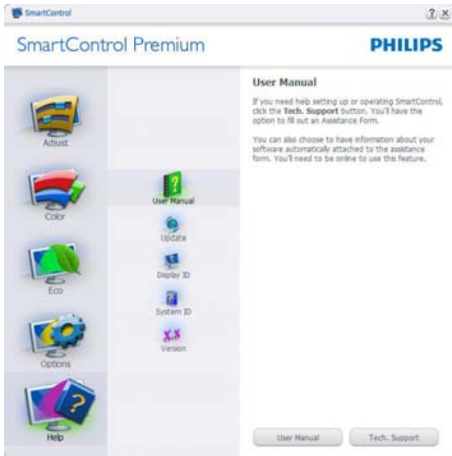 SmartControl
SmartControl Premium
PHILIPS
Adjust
Color
Eco
Options
Help
User Manual
Update
Display ID
System ID
Version
User Manual
If you need help setting up or operating SmartControl,
click the Tech. Support button. You'll have the
option to fill out an Assistance Form.
You can also choose to have information about your
software automatically attached to the assistance
form. You'll need to be online to use this feature.
User Manual
Tech. Support